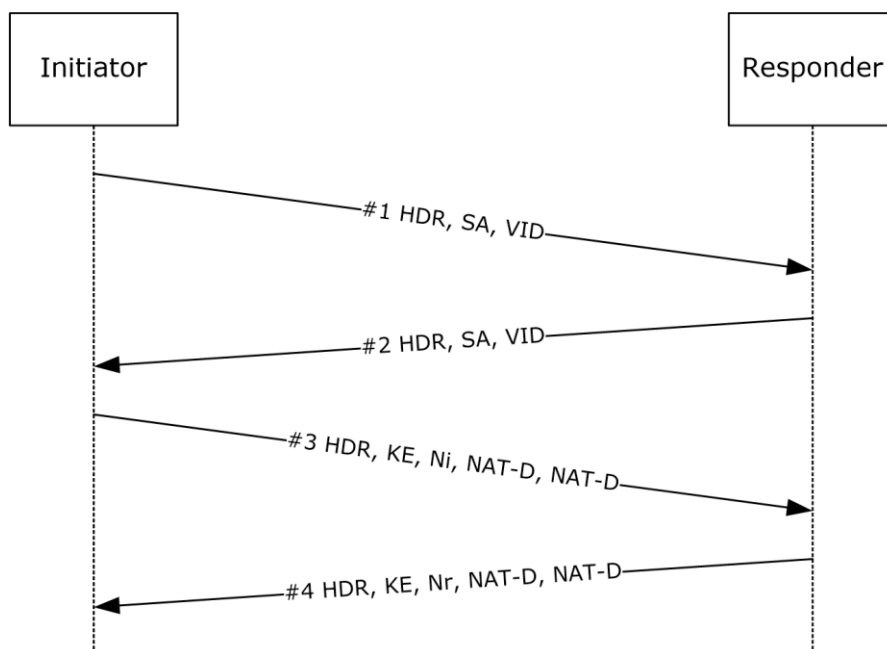 Initiator
Responder
#1 HDR, SA, VID
#2 HDR, SA, VID
#3 HDR, KE, Ni, NAT-D, NAT-D
#4 HDR, KE, Nr, NAT-D, NAT-D